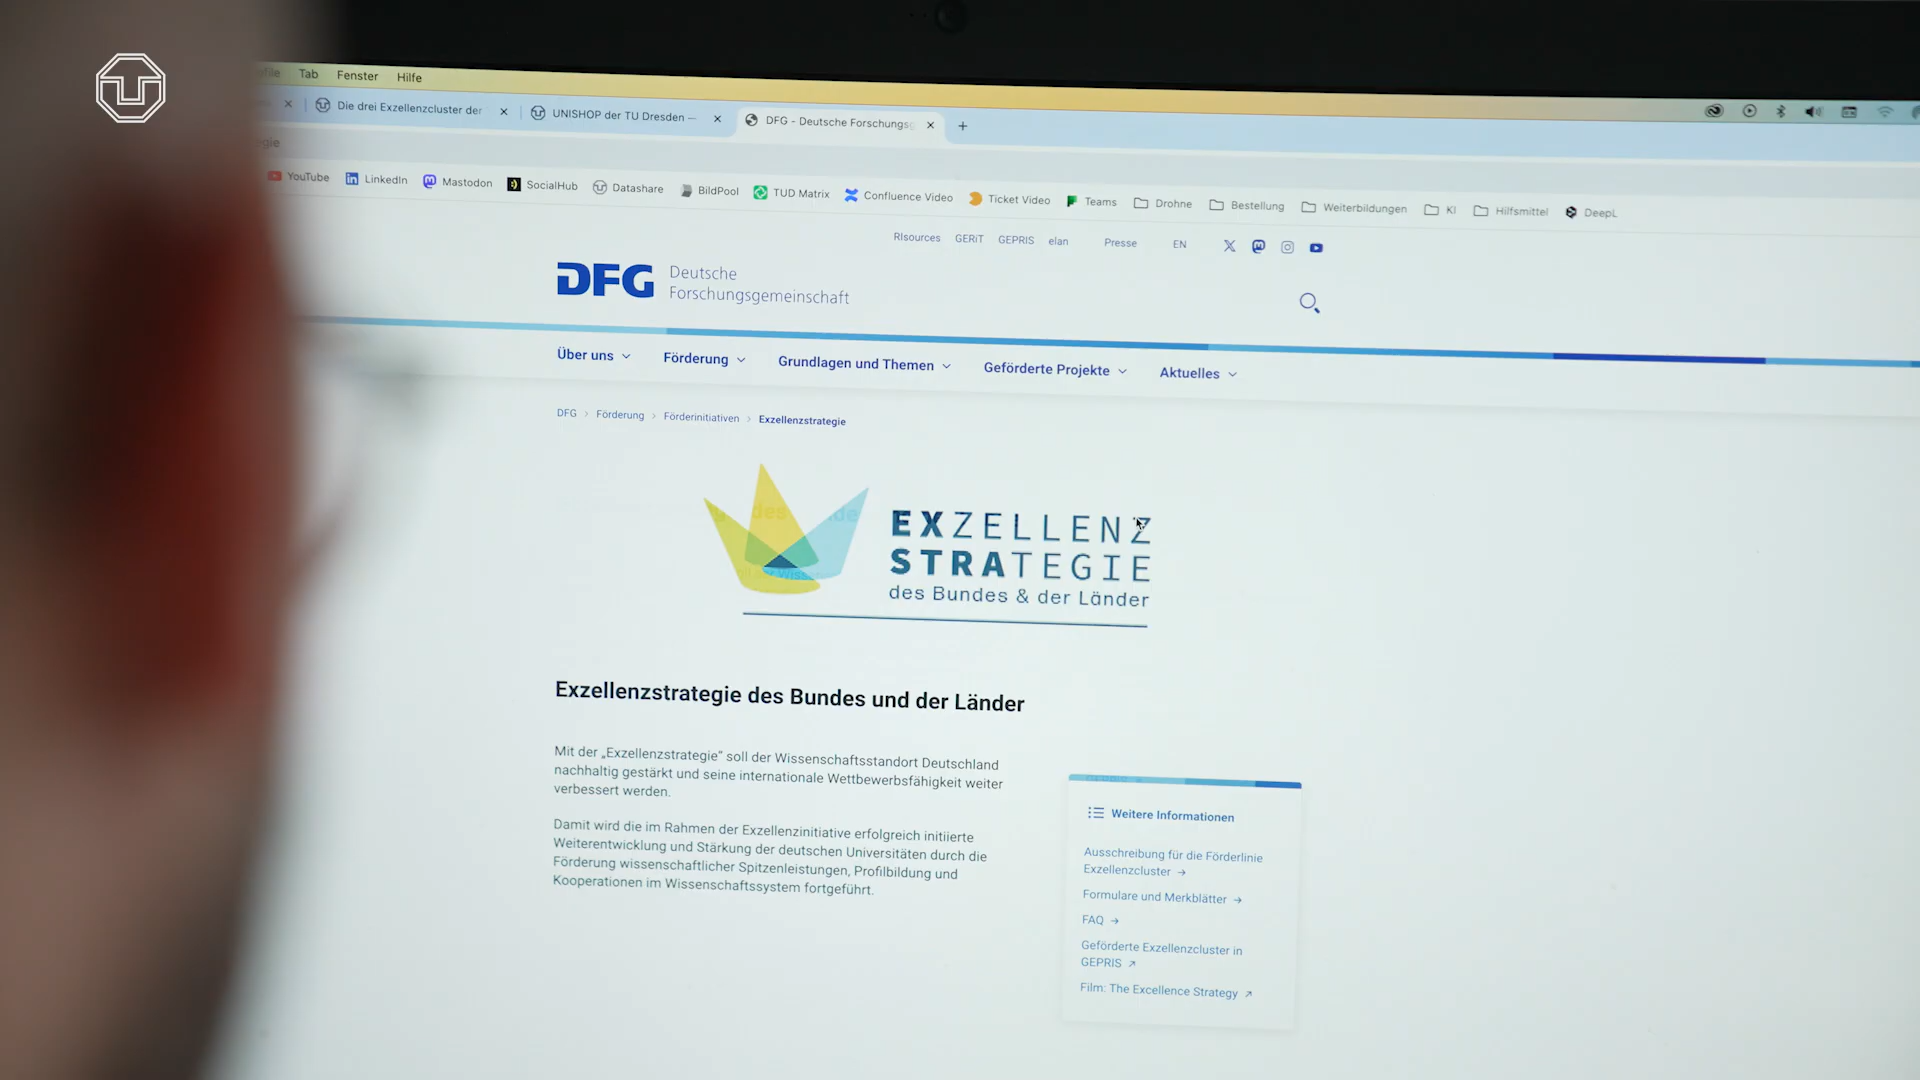 Tab Fenster Hilfe
Die drei Exzellenzcluster der
UNISHOP der TU Dresden —
DFG - Deutsche Forschungsg
YouTube LinkedIn Mastodon SocialHub Datashare BildPool TUD Matrix Confluence Video Ticket Video Teams Drohne Bestellung Weiterbildungen KI Hilfsmittel DeepL
RIsources GERiT GEPRIS elan Presse EN
DFG Deutsche
Forschungsgemeinschaft
Über uns Förderung Grundlagen und Themen Geförderte Projekte Aktuelles
DFG > Förderung > Förderinitiativen > Exzellenzstrategie
EXZELLENZ
STRATEGIE
des Bundes & der Länder
Exzellenzstrategie des Bundes und der Länder
Mit der „Exzellenzstrategie“ soll der Wissenschaftsstandort Deutschland
nachhaltig gestärkt und seine internationale Wettbewerbsfähigkeit weiter
verbessert werden.
Damit wird die im Rahmen der Exzellenzinitiative erfolgreich initiierte
Weiterentwicklung und Stärkung der deutschen Universitäten durch die
Förderung wissenschaftlicher Spitzenleistungen, Profilbildung und
Kooperationen im Wissenschaftssystem fortgeführt.
Weitere Informationen
Ausschreibung für die Förderlinie
Exzellenzcluster →
Formulare und Merkblätter →
FAQ →
Geförderte Exzellenzcluster in
GEPRIS ↗
Film: The Excellence Strategy ↗